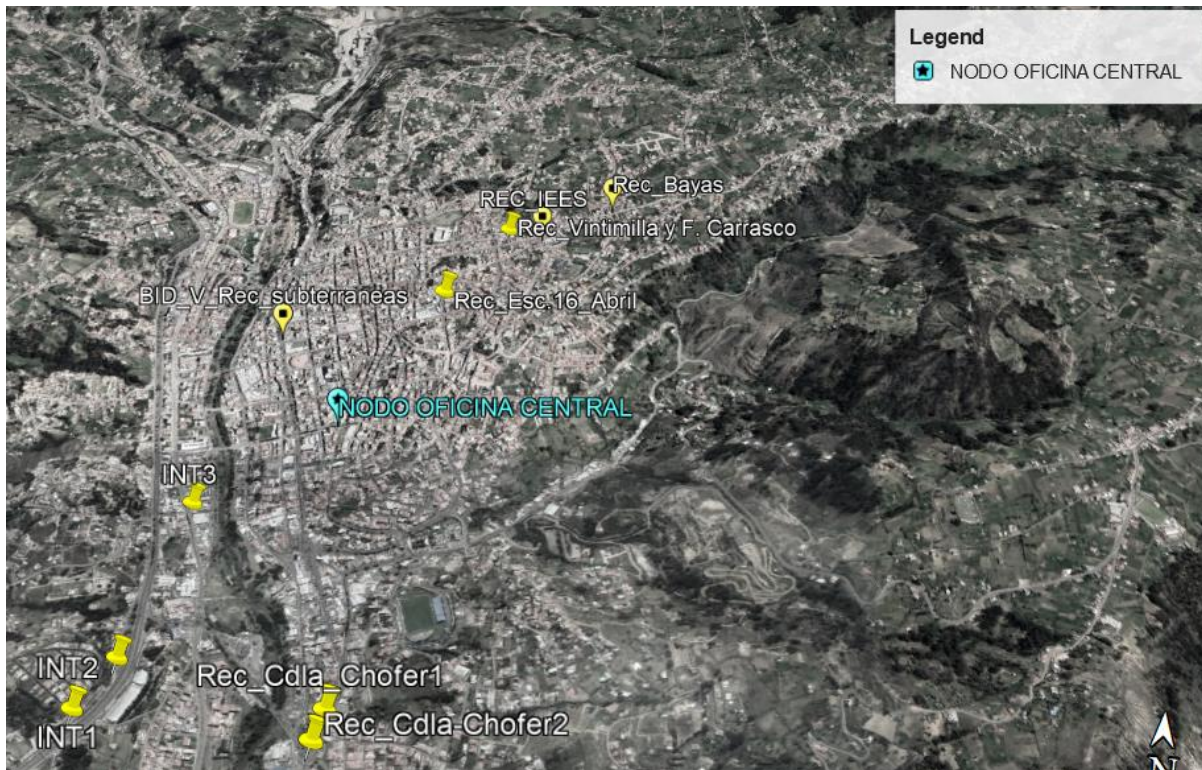 Legend
NODO OFICINA CENTRAL
Rec_Bayas
REC_IEES
Rec_Vintimilla y F. Carrasco
BID_V_Rec_subterraneas
Rec_Esc.16_Abril
NODO OFICINA CENTRAL
INT3
INT2
Rec_Cdla_Chofer1
INT1
Rec_Cdla-Chofer2
N